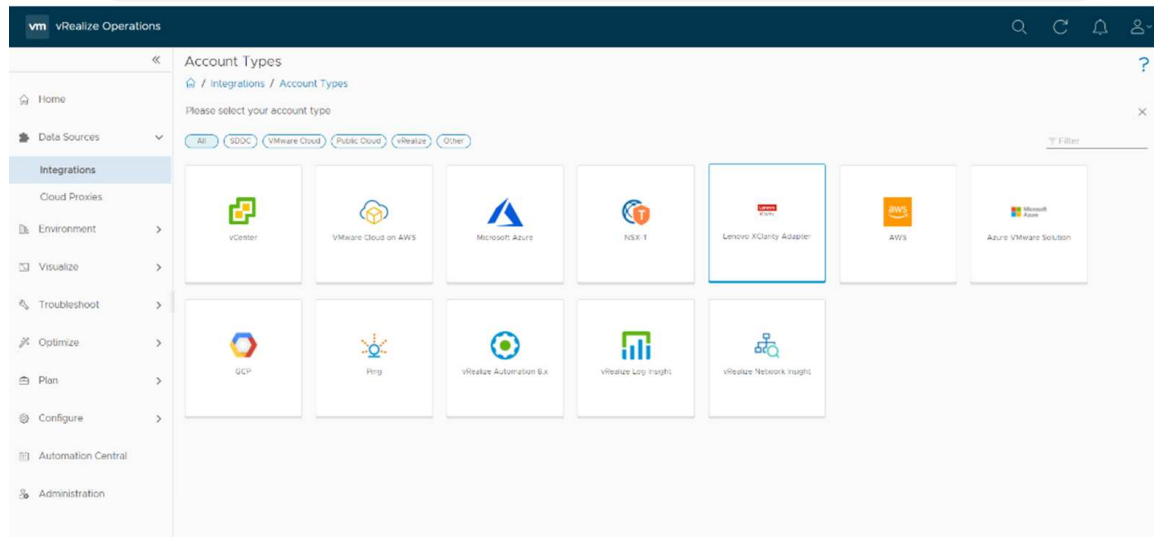 vm vRealize Operations
Account Types
?
/ Integrations / Account Types
Please select your account type
All SDDC VMware Cloud Public Cloud vRealize Other
Filter
Home
Data Sources
Integrations
Cloud Proxies
Environment
Visualize
Troubleshoot
Optimize
Plan
Configure
Automation Central
Administration
vCenter
VMware Cloud on AWS
Microsoft Azure
T
NSX-T
Lenovo
XClarity
Lenovo XClarity Adapter
aws
AWS
Microsoft
Azure
Azure VMware Solution
GCP
Ping
vRealize Automation 8.x
vRealize Log Insight
vRealize Network Insight